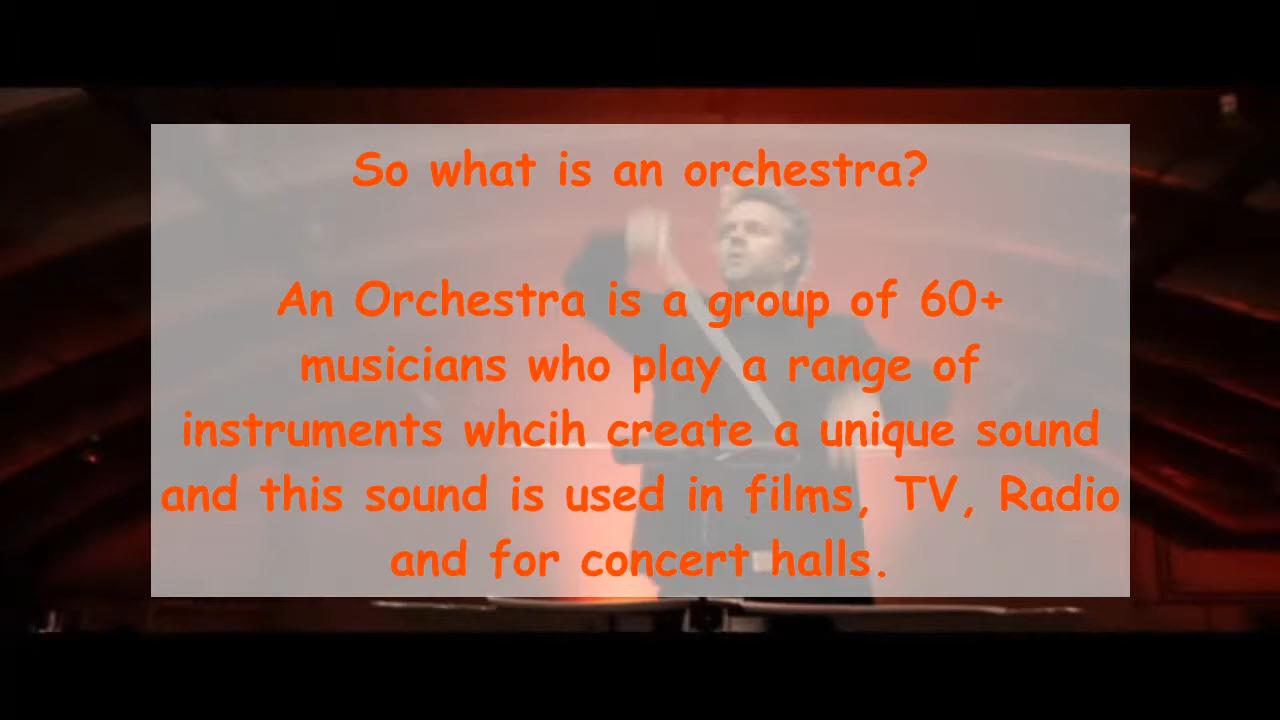 So what is an orchestra?
An Orchestra is a group of 60+
musicians who play a range of
instruments whcih create a unique sound
and this sound is used in films, TV, Radio
and for concert halls.